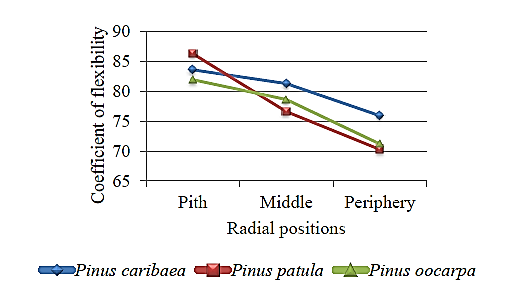 90
85
80
75
70
65
Coefficient of flexibility
Pith Middle Periphery
Radial positions
Pinus caribaea Pinus patula Pinus oocarpa